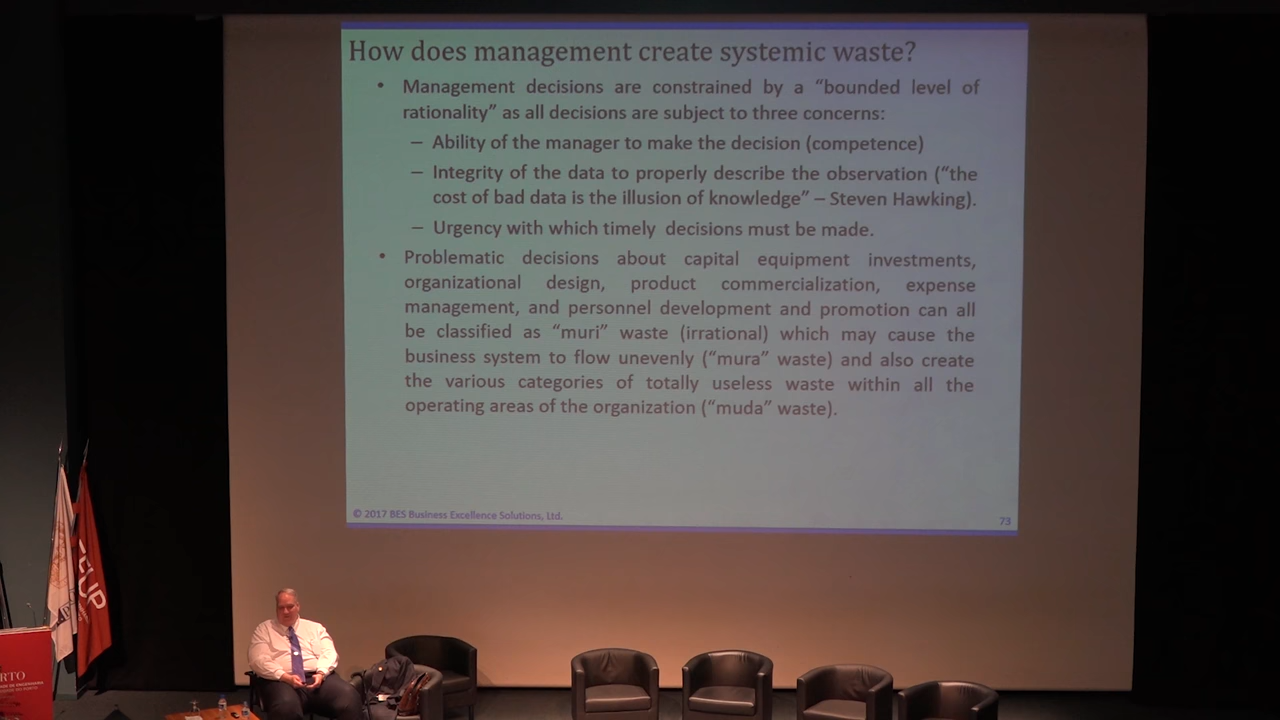 How does management create systemic waste?
• Management decisions are constrained by a “bounded level of
rationality” as all decisions are subject to three concerns:
– Ability of the manager to make the decision (competence)
– Integrity of the data to properly describe the observation (“the
cost of bad data is the illusion of knowledge” – Steven Hawking).
– Urgency with which timely decisions must be made.
• Problematic decisions about capital equipment investments,
organizational design, product commercialization, expense
management, and personnel development and promotion can all
be classified as “muri” waste (irrational) which may cause the
business system to flow unevenly (“mura” waste) and also create
the various categories of totally useless waste within all the
operating areas of the organization (“muda” waste).
© 2017 BES Business Excellence Solutions, Ltd.
73